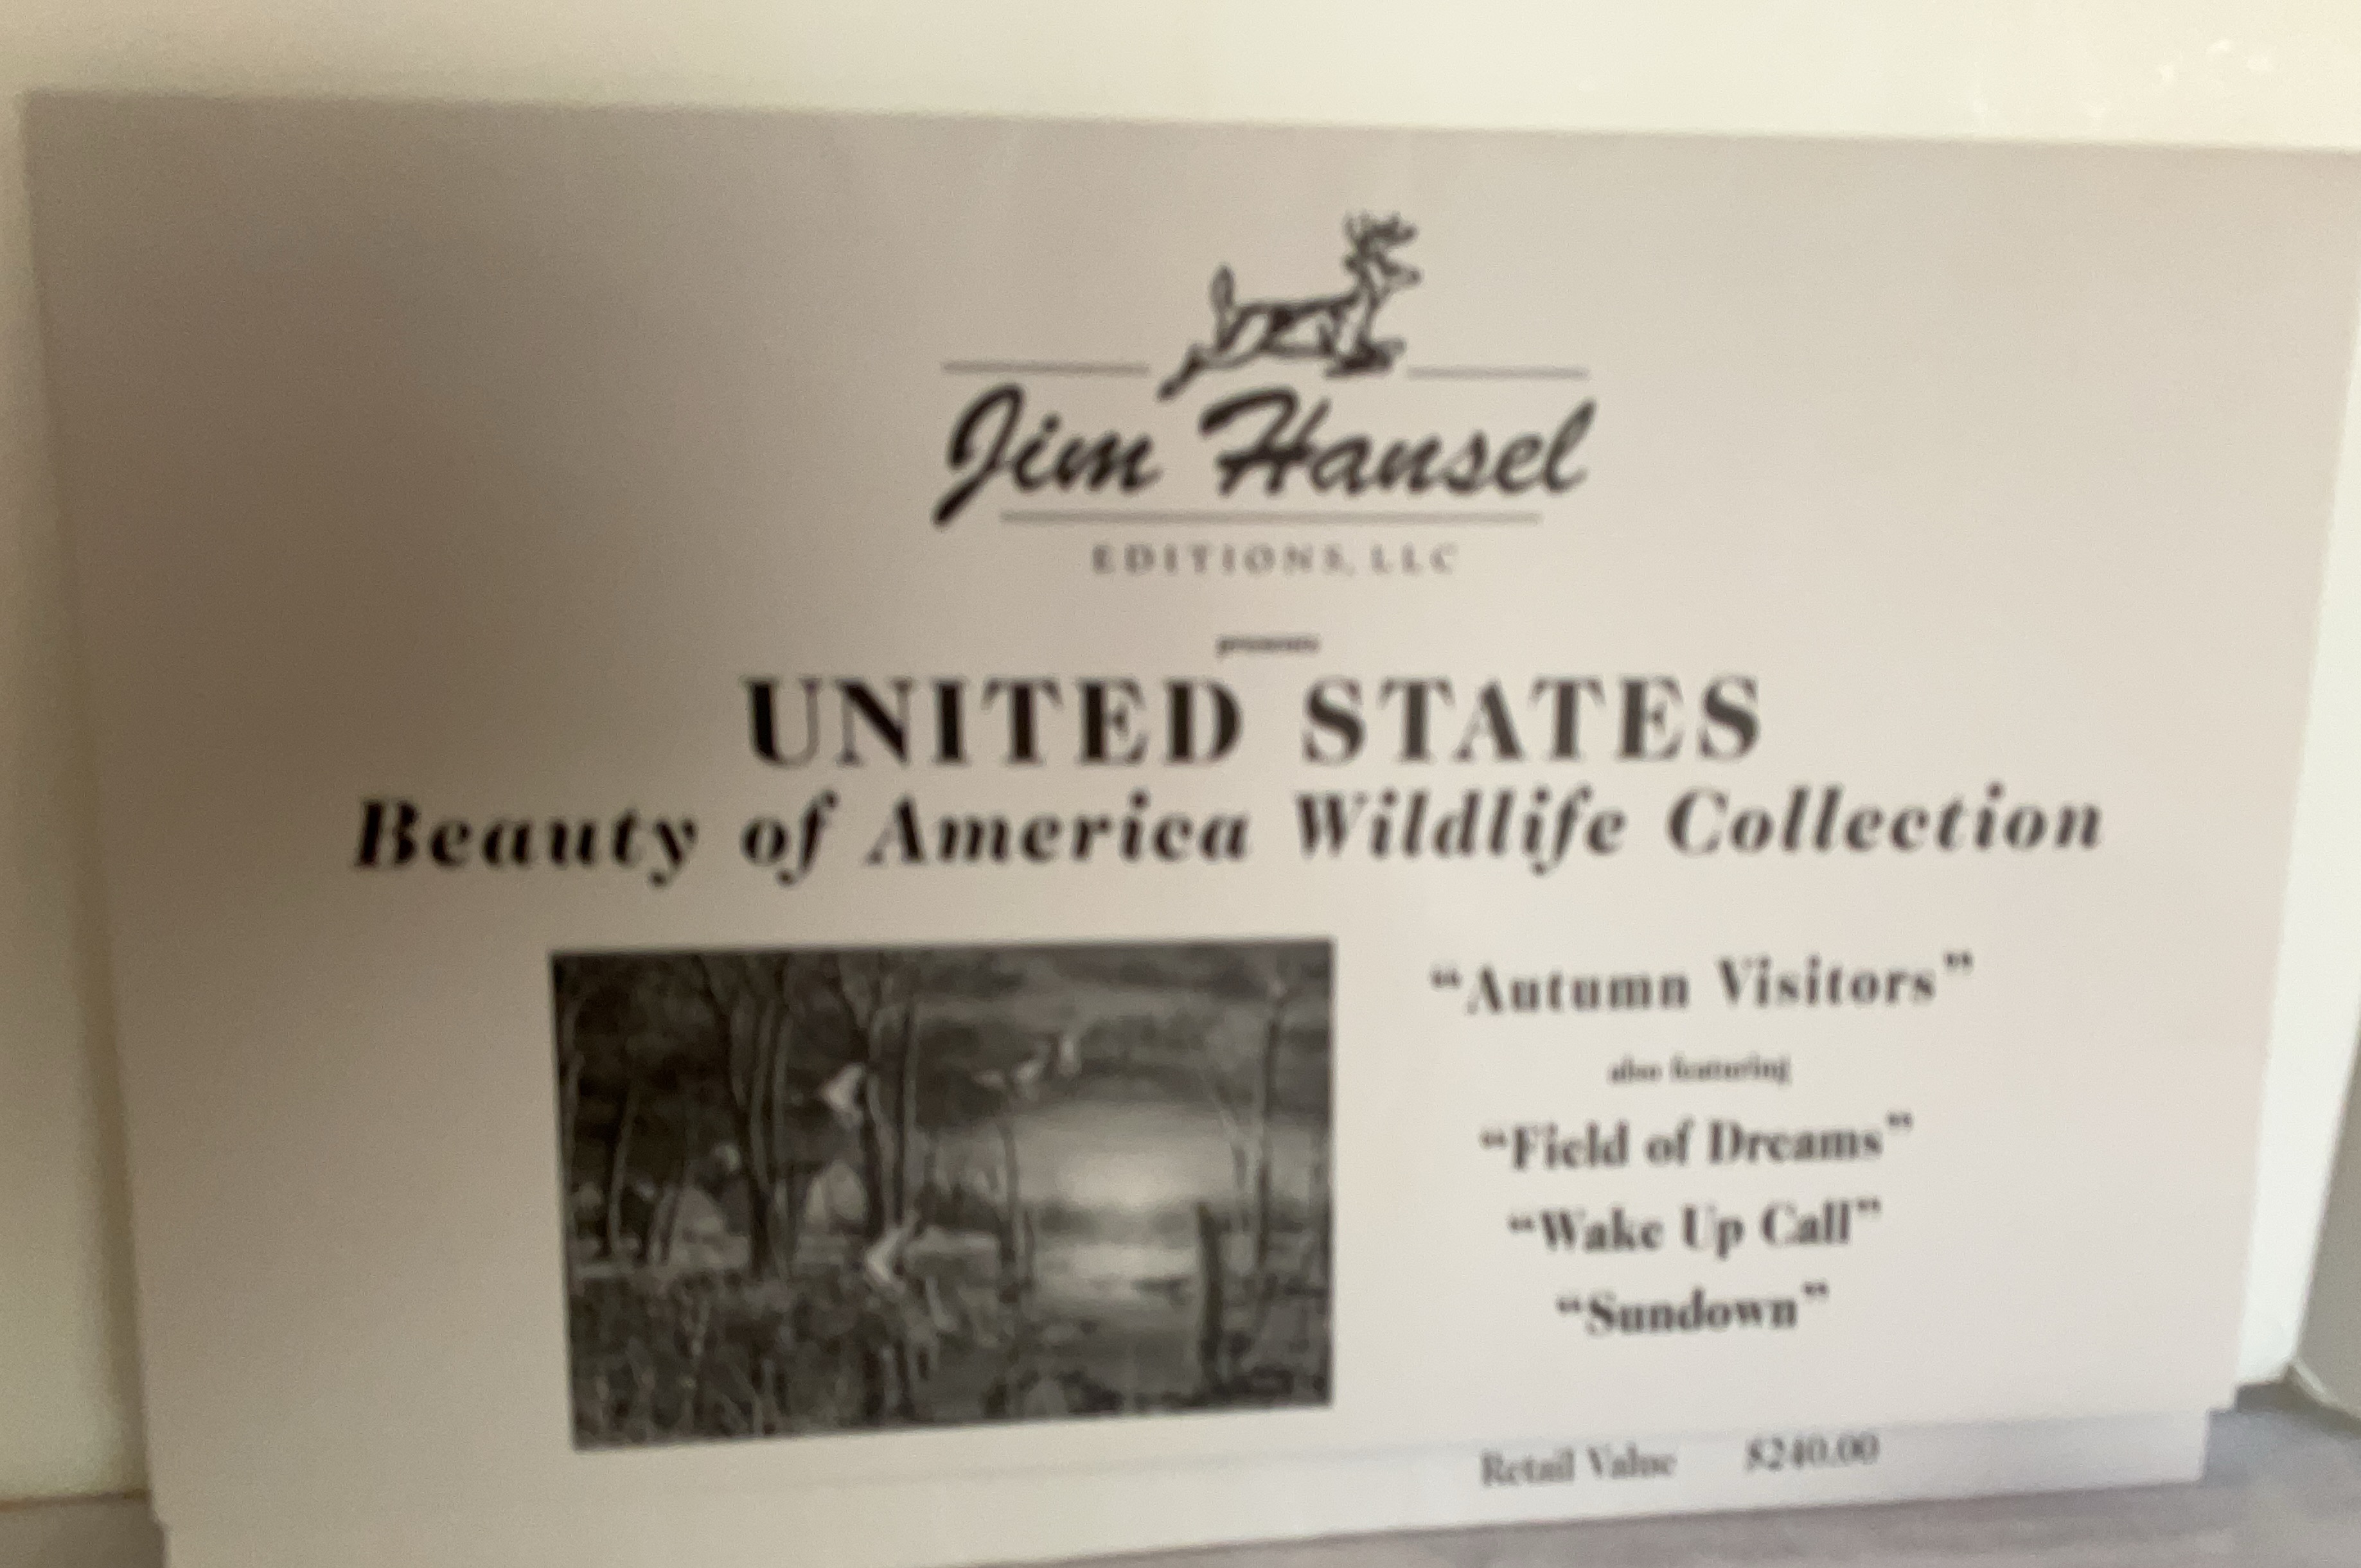 Jim Hansel
EDITIONS, LLC
presents
UNITED STATES
Beauty of America Wildlife Collection
“Autumn Visitors”
also featuring
“Field of Dreams”
“Wake Up Call”
“Sundown”
Retail Value $240.00